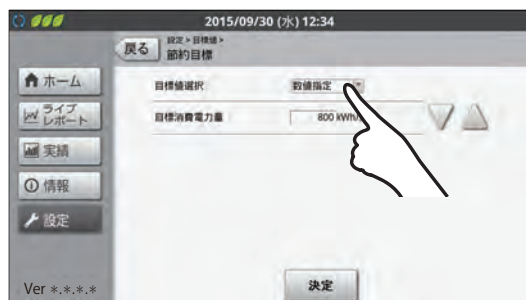 2015/09/30 (水) 12:34
戻る
設定 > 目標値 >
節約目標
ホーム
ライブ
レポート
実績
情報
設定
目標値選択
数値指定
目標消費電力量
800 kWh/
決定
Ver *.*.*.*